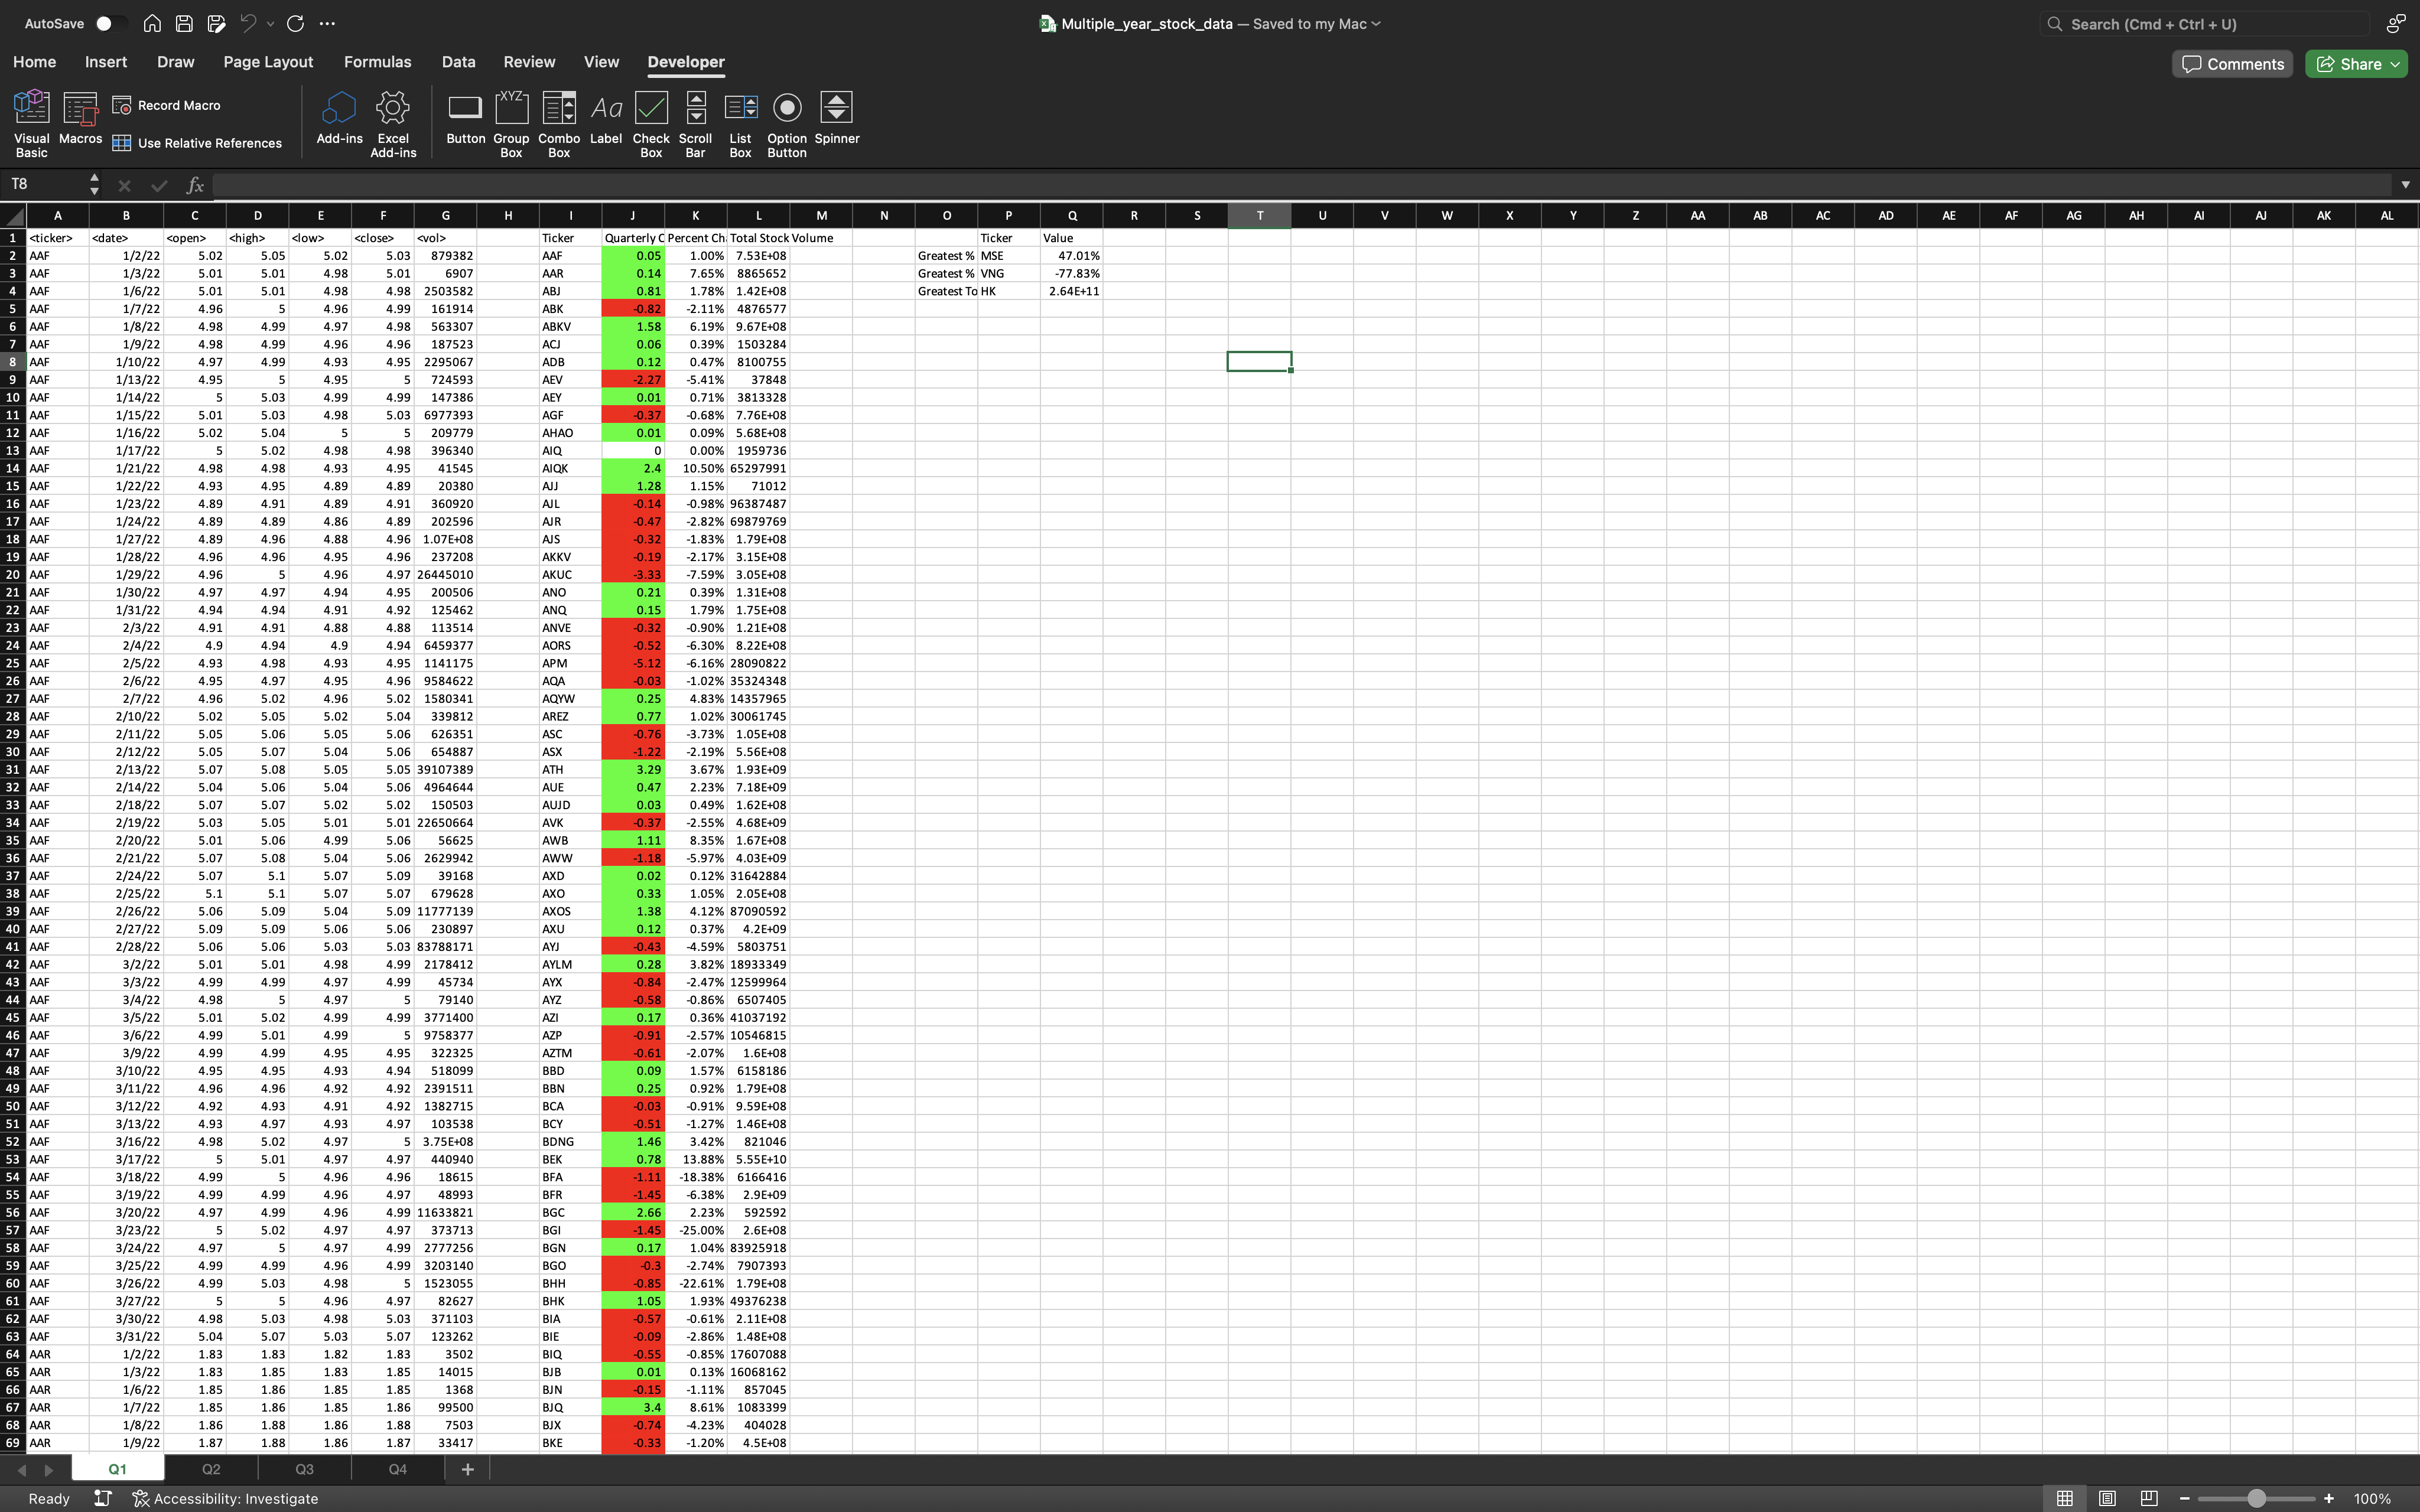 AutoSave
Multiple_year_stock_data — Saved to my Mac
Search (Cmd + Ctrl + U)
Home Insert Draw Page Layout Formulas Data Review View Developer
Comments Share
Visual Basic Macros Record Macro Use Relative References Add-ins Excel Add-ins Button Group Box Combo Box Label Check Box Scroll Bar List Box Option Button Spinner
T8 fx
A B C D E F G H I J K L M N O P Q R S T U V W X Y Z AA AB AC AD AE AF AG AH AI AJ AK AL
1 <ticker> <date> <open> <high> <low> <close> <vol> Ticker Quarterly C Percent Ch Total Stock Volume Ticker Value
2 AAF 1/2/22 5.02 5.05 5.02 5.03 879382 AAF 0.05 1.00% 7.53E+08 Greatest % MSE 47.01%
3 AAF 1/3/22 5.01 5.01 4.98 5.01 6907 AAR 0.14 7.65% 8865652 Greatest % VNG -77.83%
4 AAF 1/6/22 5.01 5.01 4.98 4.98 2503582 ABJ 0.81 1.78% 1.42E+08 Greatest To HK 2.64E+11
5 AAF 1/7/22 4.96 5 4.96 4.99 161914 ABK -0.82 -2.11% 4876577
6 AAF 1/8/22 4.98 4.99 4.97 4.98 563307 ABKV 1.58 6.19% 9.67E+08
7 AAF 1/9/22 4.98 4.99 4.96 4.96 187523 ACJ 0.06 0.39% 1503284
8 AAF 1/10/22 4.97 4.99 4.93 4.95 2295067 ADB 0.12 0.47% 8100755
9 AAF 1/13/22 4.95 5 4.95 5 724593 AEV -2.27 -5.41% 37848
10 AAF 1/14/22 5 5.03 4.99 4.99 147386 AEY 0.01 0.71% 3813328
11 AAF 1/15/22 5.01 5.03 4.98 5.03 6977393 AGF -0.37 -0.68% 7.76E+08
12 AAF 1/16/22 5.02 5.04 5 5 209779 AHAO 0.01 0.09% 5.68E+08
13 AAF 1/17/22 5 5.02 4.98 4.98 396340 AIQ 0 0.00% 1959736
14 AAF 1/21/22 4.98 4.98 4.93 4.95 41545 AIQK 2.4 10.50% 65297991
15 AAF 1/22/22 4.93 4.95 4.89 4.89 20380 AJJ 1.28 1.15% 71012
16 AAF 1/23/22 4.89 4.91 4.89 4.91 360920 AJL -0.14 -0.98% 96387487
17 AAF 1/24/22 4.89 4.89 4.86 4.89 202596 AJR -0.47 -2.82% 69879769
18 AAF 1/27/22 4.89 4.96 4.88 4.96 1.07E+08 AJS -0.32 -1.83% 1.79E+08
19 AAF 1/28/22 4.96 4.96 4.95 4.96 237208 AKKV -0.19 -2.17% 3.15E+08
20 AAF 1/29/22 4.96 5 4.96 4.97 26445010 AKUC -3.33 -7.59% 3.05E+08
21 AAF 1/30/22 4.97 4.97 4.94 4.95 200506 ANO 0.21 0.39% 1.31E+08
22 AAF 1/31/22 4.94 4.94 4.91 4.92 125462 ANQ 0.15 1.79% 1.75E+08
23 AAF 2/3/22 4.91 4.91 4.88 4.88 113514 ANVE -0.32 -0.90% 1.21E+08
24 AAF 2/4/22 4.9 4.94 4.9 4.94 6459377 AORS -0.52 -6.30% 8.22E+08
25 AAF 2/5/22 4.93 4.98 4.93 4.95 1141175 APM -5.12 -6.16% 28090822
26 AAF 2/6/22 4.95 4.97 4.95 4.96 9584622 AQA -0.03 -1.02% 35324348
27 AAF 2/7/22 4.96 5.02 4.96 5.02 1580341 AQYW 0.25 4.83% 14357965
28 AAF 2/10/22 5.02 5.05 5.02 5.04 339812 AREZ 0.77 1.02% 30061745
29 AAF 2/11/22 5.05 5.06 5.05 5.06 626351 ASC -0.76 -3.73% 1.05E+08
30 AAF 2/12/22 5.05 5.07 5.04 5.06 654887 ASX -1.22 -2.19% 5.56E+08
31 AAF 2/13/22 5.07 5.08 5.05 5.05 39107389 ATH 3.29 3.67% 1.93E+09
32 AAF 2/14/22 5.04 5.06 5.04 5.06 4964644 AUE 0.47 2.23% 7.18E+09
33 AAF 2/18/22 5.07 5.07 5.02 5.02 150503 AUJD 0.03 0.49% 1.62E+08
34 AAF 2/19/22 5.03 5.05 5.01 5.01 22650664 AVK -0.37 -2.55% 4.68E+09
35 AAF 2/20/22 5.01 5.06 4.99 5.06 56625 AWB 1.11 8.35% 1.67E+08
36 AAF 2/21/22 5.07 5.08 5.04 5.06 2629942 AWW -1.18 -5.97% 4.03E+09
37 AAF 2/24/22 5.07 5.1 5.07 5.09 39168 AXD 0.02 0.12% 31642884
38 AAF 2/25/22 5.1 5.1 5.07 5.07 679628 AXO 0.33 1.05% 2.05E+08
39 AAF 2/26/22 5.06 5.09 5.04 5.09 11777139 AXOS 1.38 4.12% 87090592
40 AAF 2/27/22 5.09 5.09 5.06 5.06 230897 AXU 0.12 0.37% 4.2E+09
41 AAF 2/28/22 5.06 5.06 5.03 5.03 83788171 AYJ -0.43 -4.59% 5803751
42 AAF 3/2/22 5.01 5.01 4.98 4.99 2178412 AYLM 0.28 3.82% 18933349
43 AAF 3/3/22 4.99 4.99 4.97 4.99 45734 AYX -0.84 -2.47% 12599964
44 AAF 3/4/22 4.98 5 4.97 5 79140 AYZ -0.58 -0.86% 6507405
45 AAF 3/5/22 5.01 5.02 4.99 4.99 3771400 AZI 0.17 0.36% 41037192
46 AAF 3/6/22 4.99 5.01 4.99 5 9758377 AZP -0.91 -2.57% 10546815
47 AAF 3/9/22 4.99 4.99 4.95 4.95 322325 AZTM -0.61 -2.07% 1.6E+08
48 AAF 3/10/22 4.95 4.95 4.93 4.94 518099 BBD 0.09 1.57% 6158186
49 AAF 3/11/22 4.96 4.96 4.92 4.92 2391511 BBN 0.25 0.92% 1.79E+08
50 AAF 3/12/22 4.92 4.93 4.91 4.92 1382715 BCA -0.03 -0.91% 9.59E+08
51 AAF 3/13/22 4.93 4.97 4.93 4.97 103538 BCY -0.51 -1.27% 1.46E+08
52 AAF 3/16/22 4.98 5.02 4.97 5 3.75E+08 BDNG 1.46 3.42% 821046
53 AAF 3/17/22 5 5.01 4.97 4.97 440940 BEK 0.78 13.88% 5.55E+10
54 AAF 3/18/22 4.99 5 4.96 4.96 18615 BFA -1.11 -18.38% 6166416
55 AAF 3/19/22 4.99 4.99 4.96 4.97 48993 BFR -1.45 -6.38% 2.9E+09
56 AAF 3/20/22 4.97 4.99 4.96 4.99 11633821 BGC 2.66 2.23% 592592
57 AAF 3/23/22 5 5.02 4.97 4.97 373713 BGI -1.45 -25.00% 2.6E+08
58 AAF 3/24/22 4.97 5 4.97 4.99 2777256 BGN 0.17 1.04% 83925918
59 AAF 3/25/22 4.99 4.99 4.96 4.99 3203140 BGO -0.3 -2.74% 7907393
60 AAF 3/26/22 4.99 5.03 4.98 5 1523055 BHH -0.85 -22.61% 1.79E+08
61 AAF 3/27/22 5 5 4.96 4.97 82627 BHK 1.05 1.93% 49376238
62 AAF 3/30/22 4.98 5.03 4.98 5.03 371103 BIA -0.57 -0.61% 2.11E+08
63 AAF 3/31/22 5.04 5.07 5.03 5.07 123262 BIE -0.09 -2.86% 1.48E+08
64 AAR 1/2/22 1.83 1.83 1.82 1.83 3502 BIQ -0.55 -0.85% 17607088
65 AAR 1/3/22 1.83 1.85 1.83 1.85 14015 BJB 0.01 0.13% 16068162
66 AAR 1/6/22 1.85 1.86 1.85 1.85 1368 BJN -0.15 -1.11% 857045
67 AAR 1/7/22 1.85 1.86 1.85 1.86 99500 BJQ 3.4 8.61% 1083399
68 AAR 1/8/22 1.86 1.88 1.86 1.88 7503 BJX -0.74 -4.23% 404028
69 AAR 1/9/22 1.87 1.88 1.86 1.87 33417 BKE -0.33 -1.20% 4.5E+08
Q1 Q2 Q3 Q4 +
Ready Accessibility: Investigate 100%